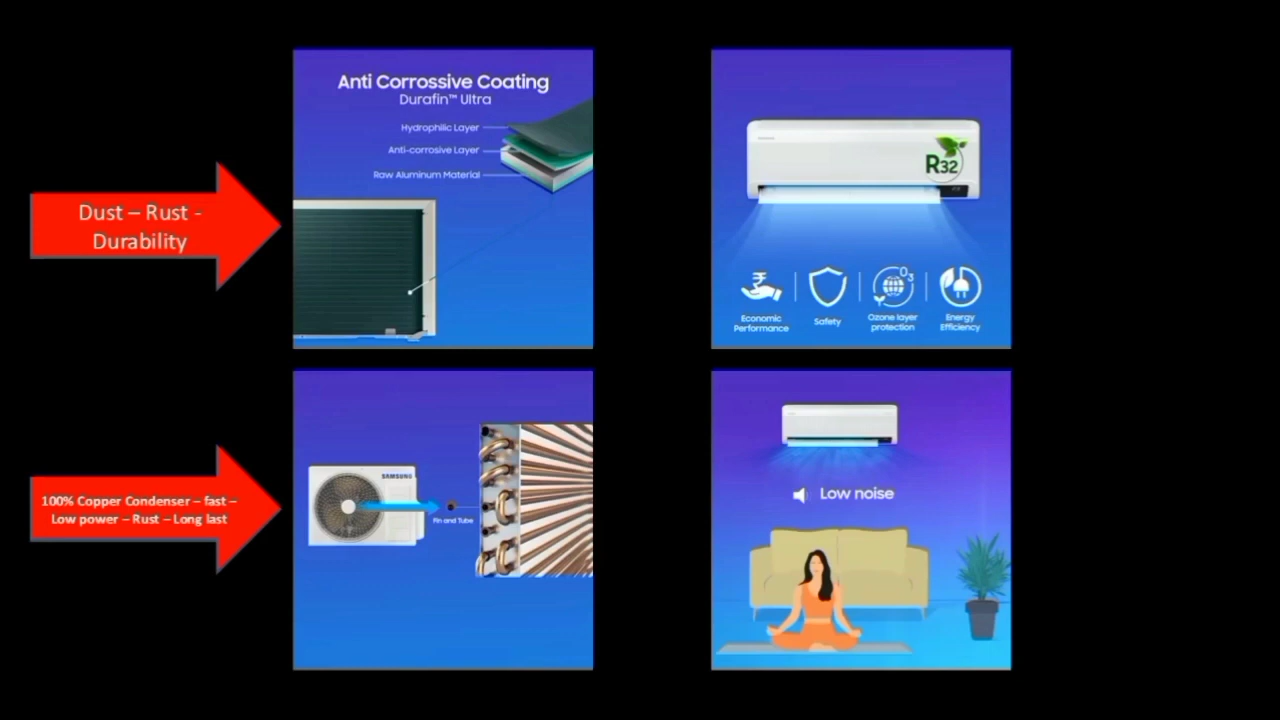 Dust – Rust -
Durability
Anti Corrossive Coating
Durafin™ Ultra
Hydrophilic Layer
Anti-corrosive Layer
Raw Aluminum Material
R32
Economic
Performance
Safety
O3
Ozone layer
protection
Energy
Efficiency
100% Copper Condenser – fast –
Low power – Rust – Long last
SAMSUNG
Fin and Tube
Low noise